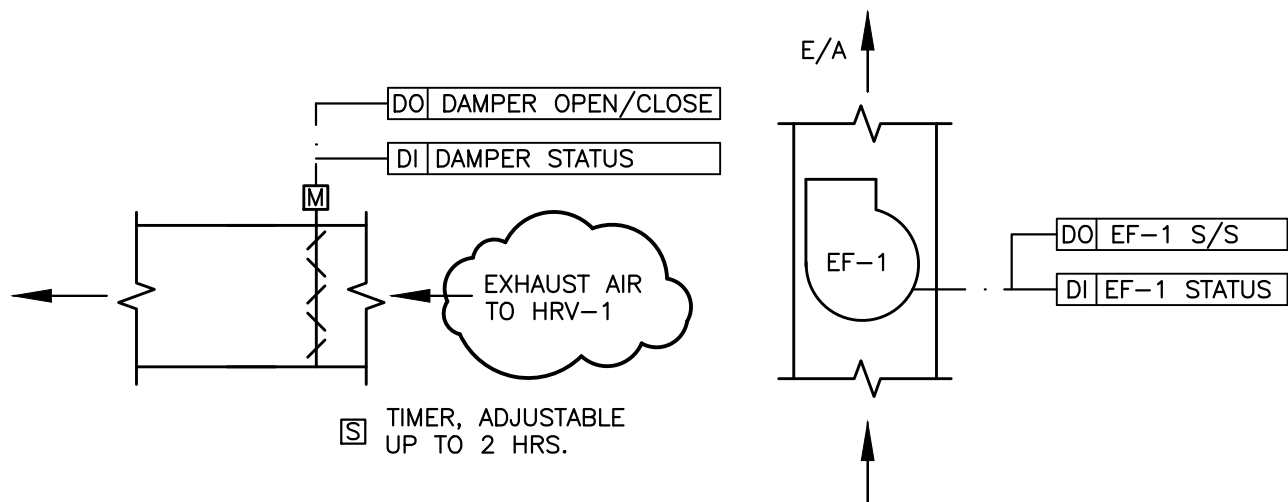 DO DAMPER OPEN/CLOSE
DI DAMPER STATUS
M
EXHAUST AIR
TO HRV-1
S TIMER, ADJUSTABLE
UP TO 2 HRS.
E/A
EF-1
DO EF-1 S/S
DI EF-1 STATUS